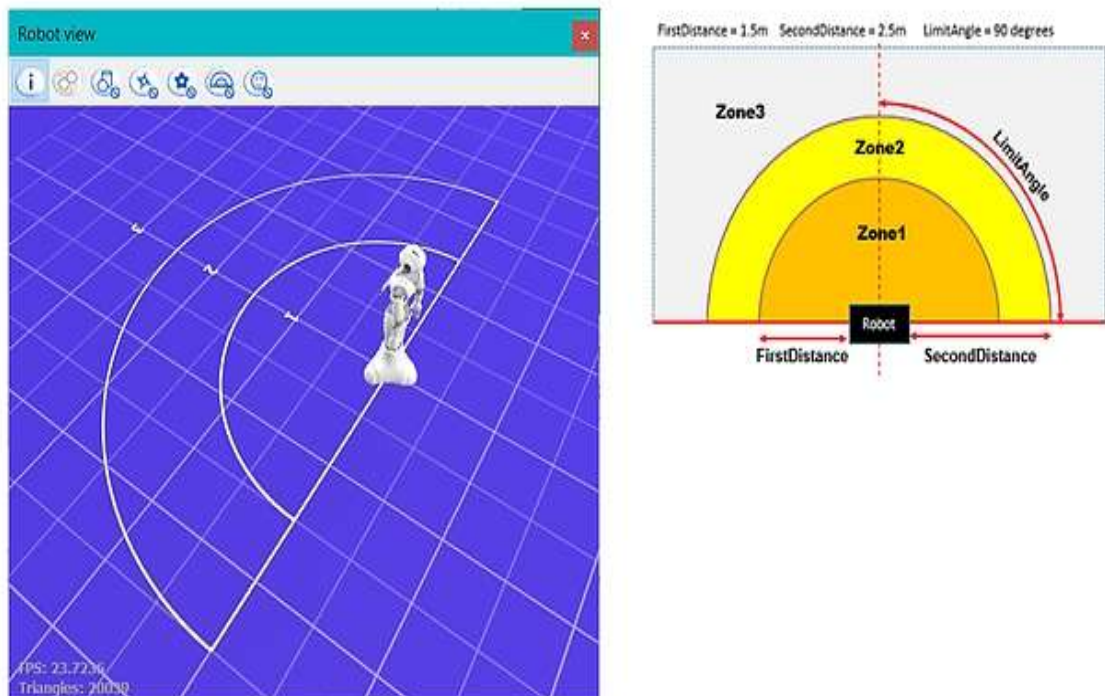 Robot view
3
2
1
FPS: 23.7236
Triangles: 20039
FirstDistance = 1.5m SecondDistance = 2.5m LimitAngle = 90 degrees
Zone3
Zone2
LimitAngle
Zone1
Robot
FirstDistance
SecondDistance